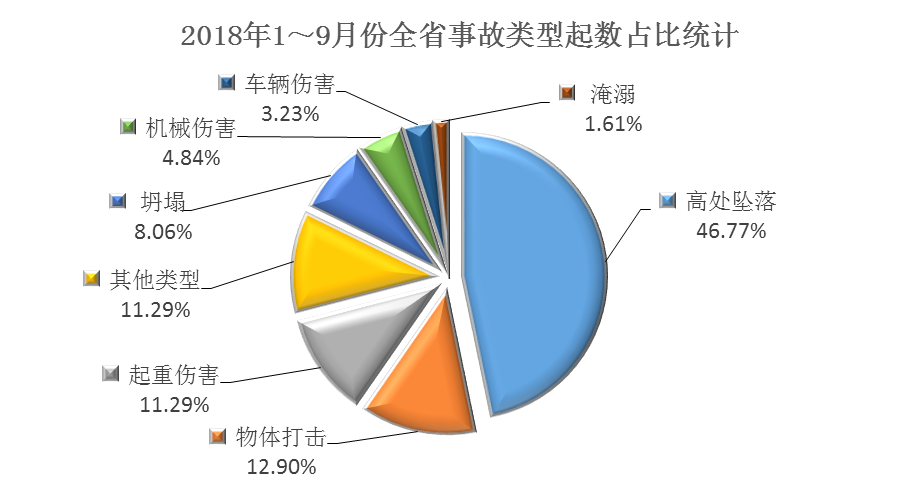 2018年1～9月份全省事故类型起数占比统计
车辆伤害
3.23%
淹溺
1.61%
机械伤害
4.84%
坍塌
8.06%
高处坠落
46.77%
其他类型
11.29%
起重伤害
11.29%
物体打击
12.90%